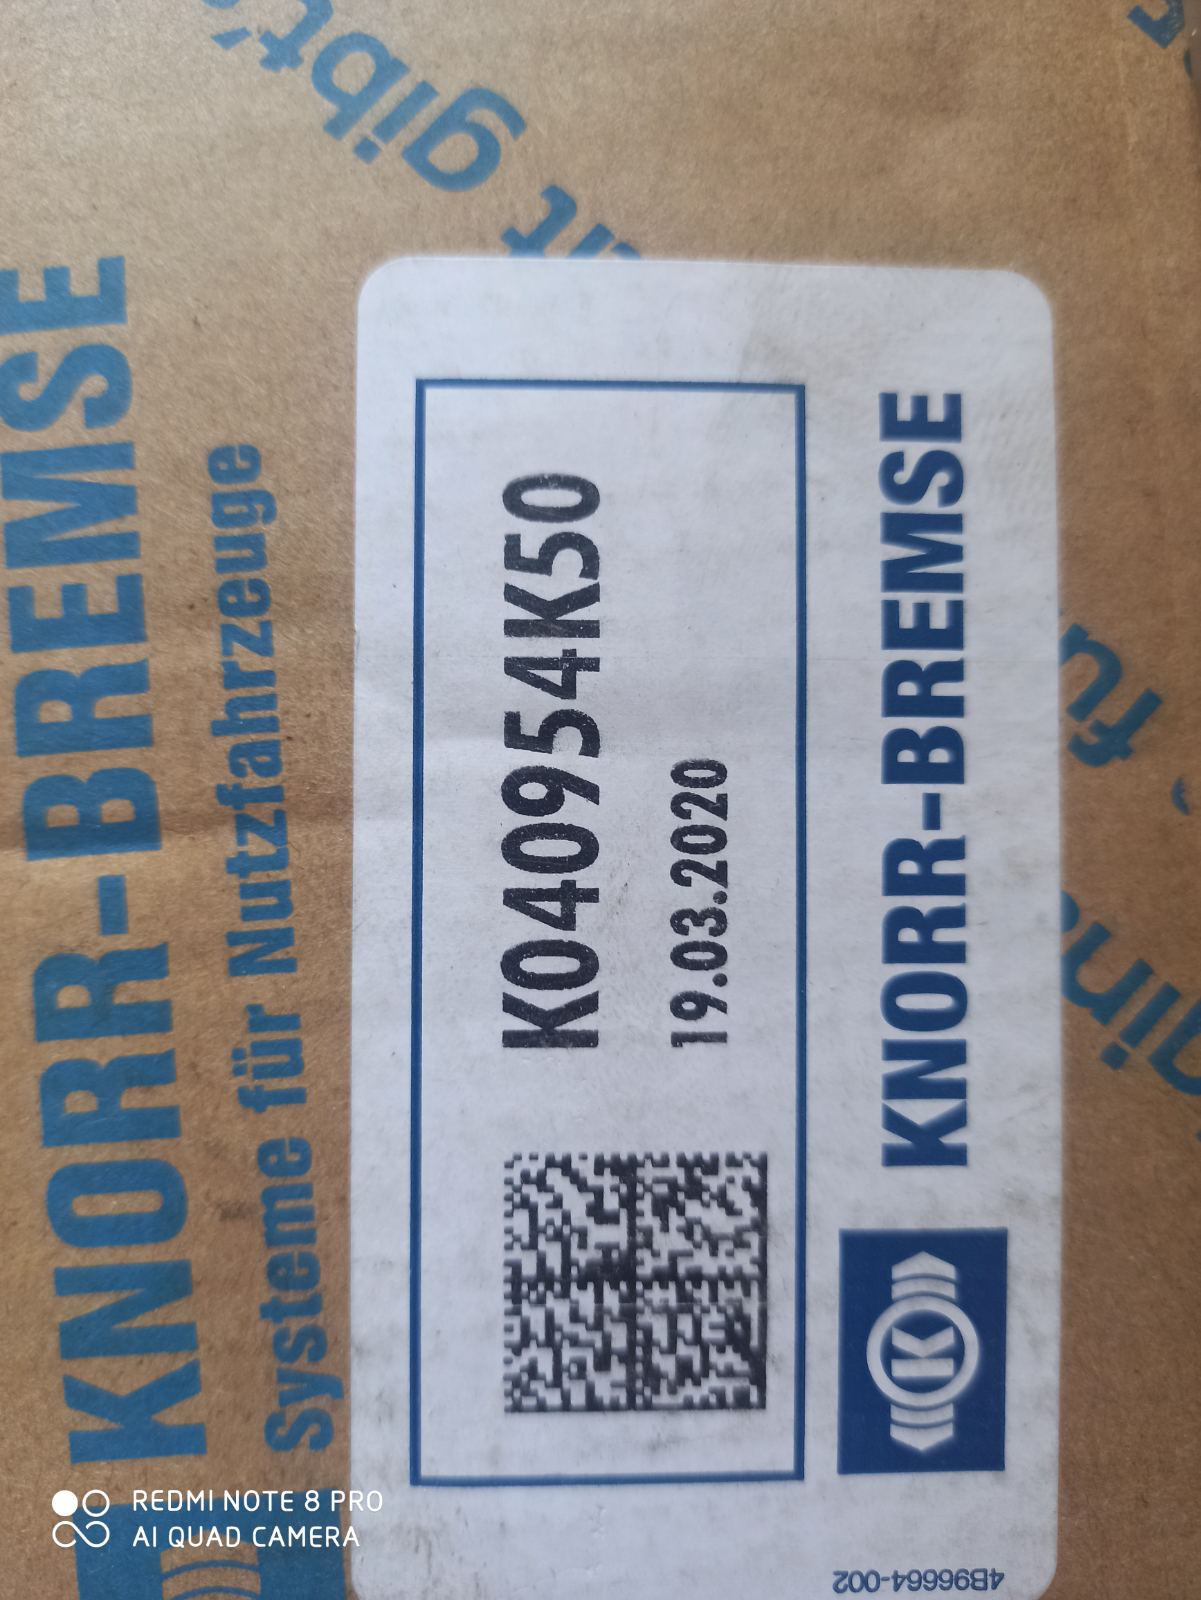 gibt's
KNORR-BREMSE
Systeme für Nutzfahrzeuge
K040954K50
19.03.2020
KNORR-BREMSE
K
4B96664-002
REDMI NOTE 8 PRO
AI QUAD CAMERA